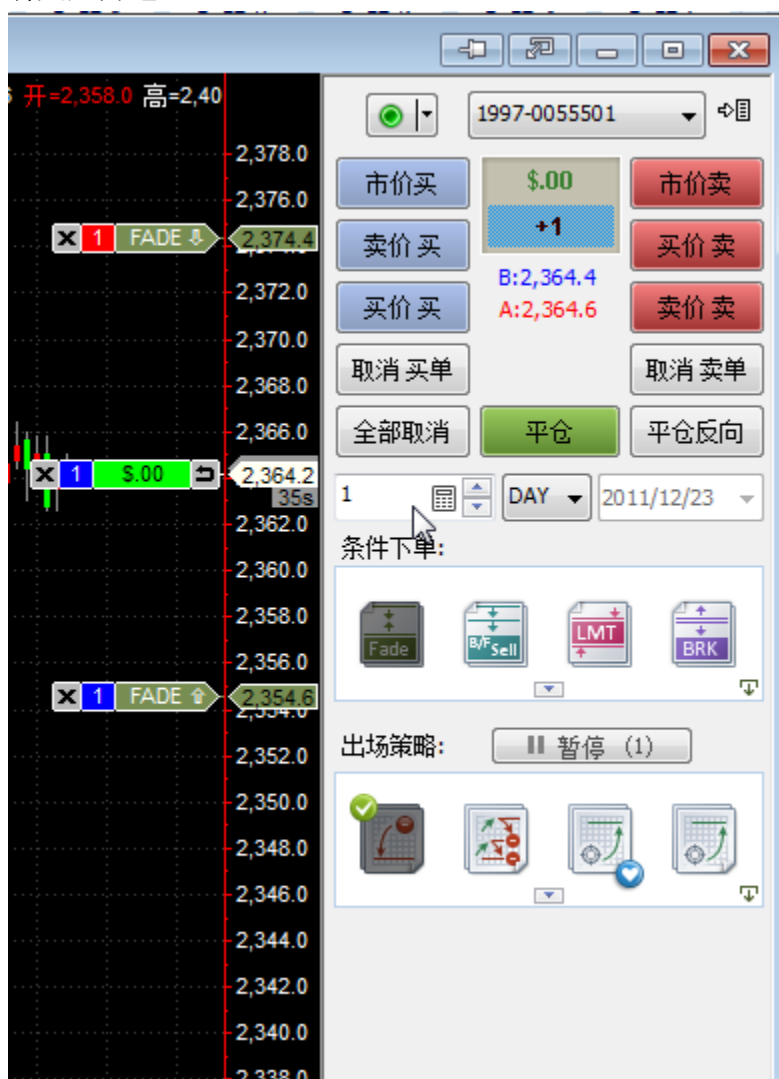 开=2,358.0 高=2,40
1997-0055501
2,378.0
2,376.0
1 FADE 2,374.4
2,372.0
2,370.0
2,368.0
2,366.0
1 $.00 2,364.2
35s
2,362.0
2,360.0
2,358.0
2,356.0
1 FADE 2,354.6
2,352.0
2,350.0
2,348.0
2,346.0
2,344.0
2,342.0
2,340.0
2,338.0
市价买 $.00 市价卖
+1
卖价 买 买价 卖
B:2,364.4
买价 买 A:2,364.6 卖价 卖
取消 买单 取消 卖单
全部取消 平仓 平仓反向
1 DAY 2011/12/23
条件下单:
Fade B/F Sell LMT BRK
出场策略: 暂停 (1)